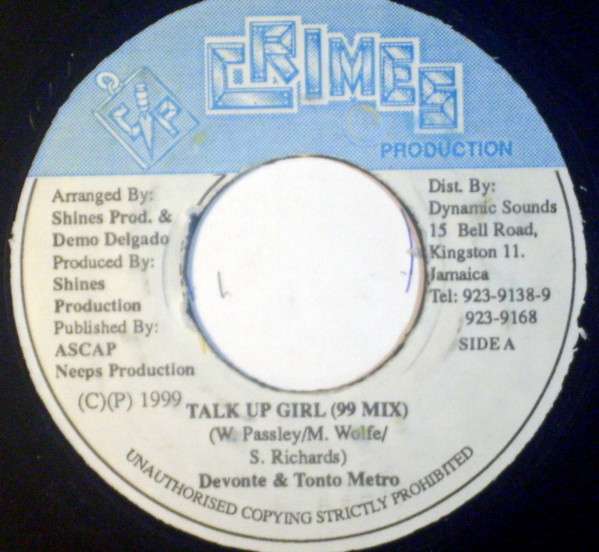 CRIMES
PRODUCTION
Arranged By:
Shines Prod. &
Demo Delgado
Produced By:
Shines
Production
Published By:
ASCAP
Neeps Production
(C)(P) 1999
Dist. By:
Dynamic Sounds
15 Bell Road,
Kingston 11.
Jamaica
Tel: 923-9138-9
923-9168
SIDE A
TALK UP GIRL (99 MIX)
(W. Passley/M. Wolfe/
S. Richards)
Devonte & Tonto Metro
UNAUTHORISED COPYING STRICTLY PROHIBITED